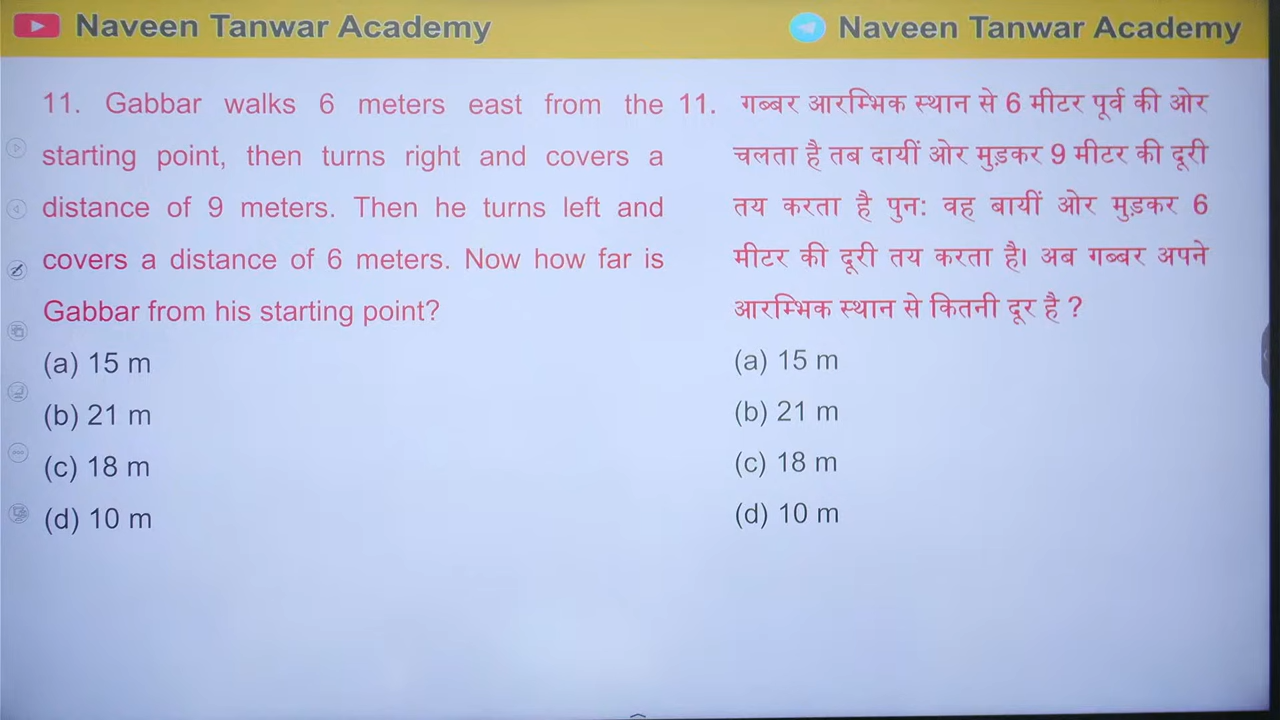 Naveen Tanwar Academy
Naveen Tanwar Academy
11. Gabbar walks 6 meters east from the
starting point, then turns right and covers a
distance of 9 meters. Then he turns left and
covers a distance of 6 meters. Now how far is
Gabbar from his starting point?
(a) 15 m
(b) 21 m
(c) 18 m
(d) 10 m
11. गब्बर आरम्भिक स्थान से 6 मीटर पूर्व की ओर
चलता है तब दायीं ओर मुड़कर 9 मीटर की दूरी
तय करता है पुन: वह बायीं ओर मुड़कर 6
मीटर की दूरी तय करता है। अब गब्बर अपने
आरम्भिक स्थान से कितनी दूर है ?
(a) 15 m
(b) 21 m
(c) 18 m
(d) 10 m